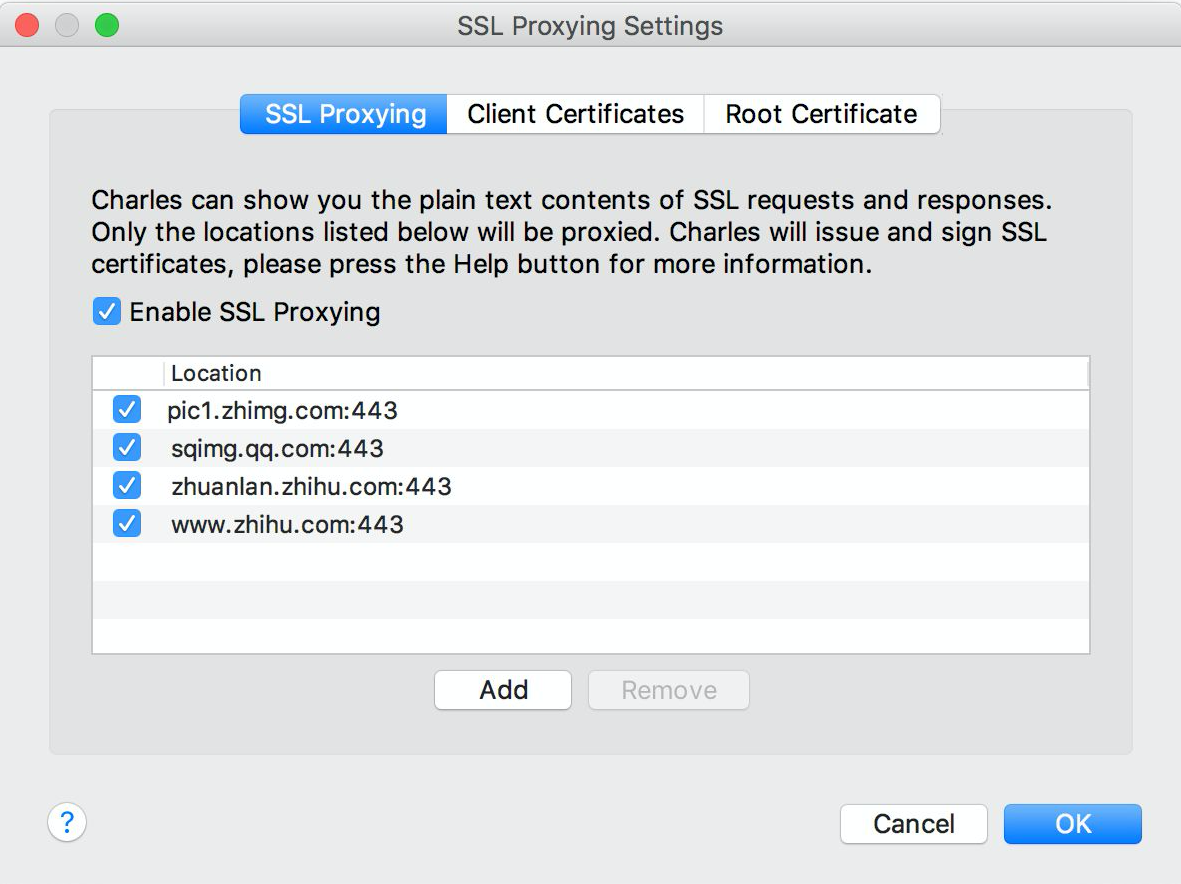 SSL Proxying Settings
SSL Proxying
Client Certificates
Root Certificate
Charles can show you the plain text contents of SSL requests and responses.
Only the locations listed below will be proxied. Charles will issue and sign SSL
certificates, please press the Help button for more information.
Enable SSL Proxying
Location
pic1.zhimg.com:443
sqimg.qq.com:443
zhuanlan.zhihu.com:443
www.zhihu.com:443
Add
Remove
?
Cancel
OK